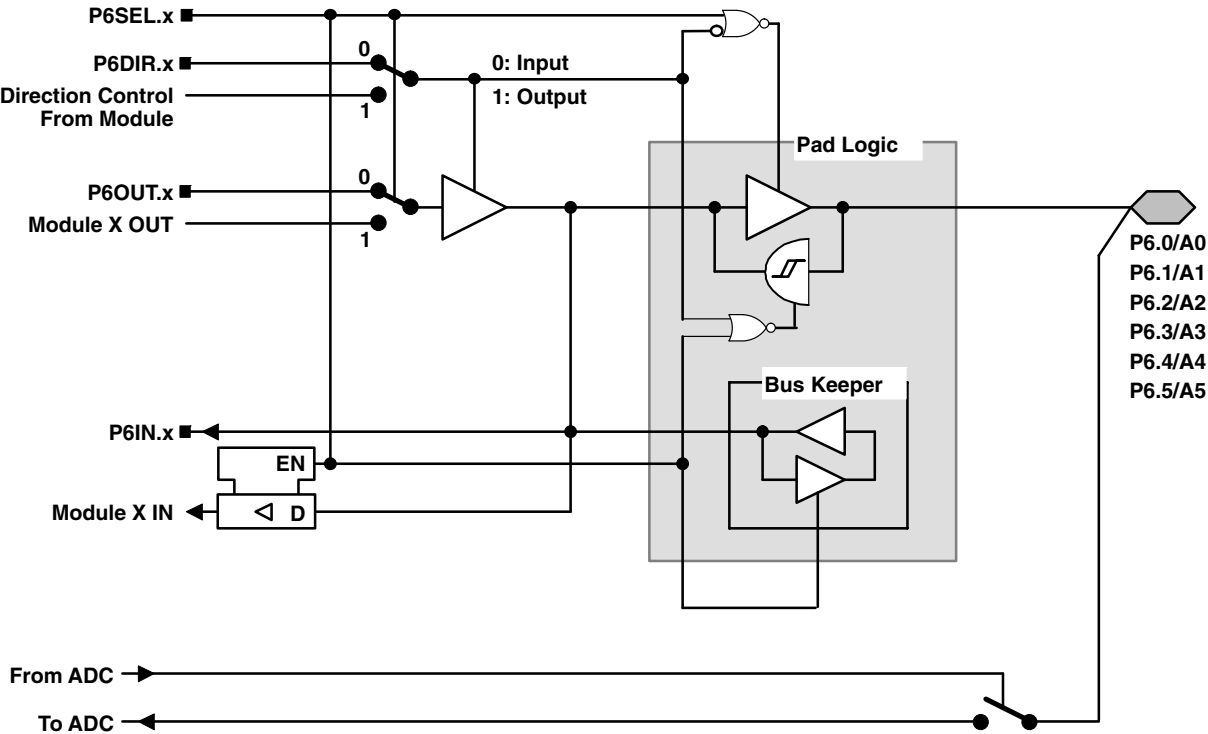 P6SEL.x
P6DIR.x
0
0: Input
Direction Control
From Module
1
1: Output
Pad Logic
P6OUT.x
0
Module X OUT
1
P6.0/A0
P6.1/A1
P6.2/A2
P6.3/A3
P6.4/A4
P6.5/A5
Bus Keeper
P6IN.x
EN
Module X IN
D
From ADC
To ADC